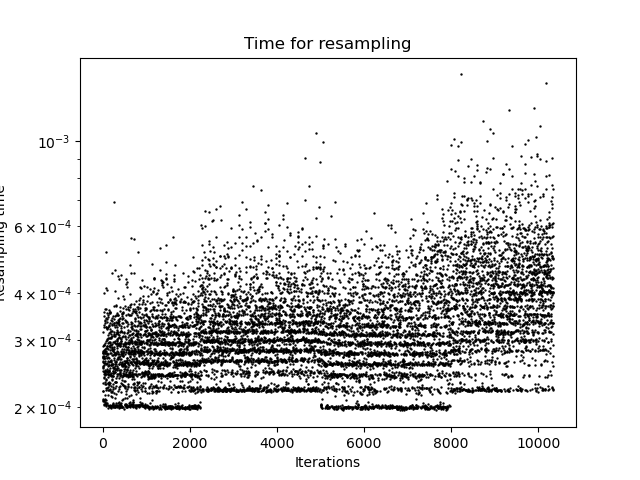 Time for resampling
10⁻³
6 × 10⁻⁴
4 × 10⁻⁴
3 × 10⁻⁴
2 × 10⁻⁴
0 2000 4000 6000 8000 10000
Iterations
Resampling time